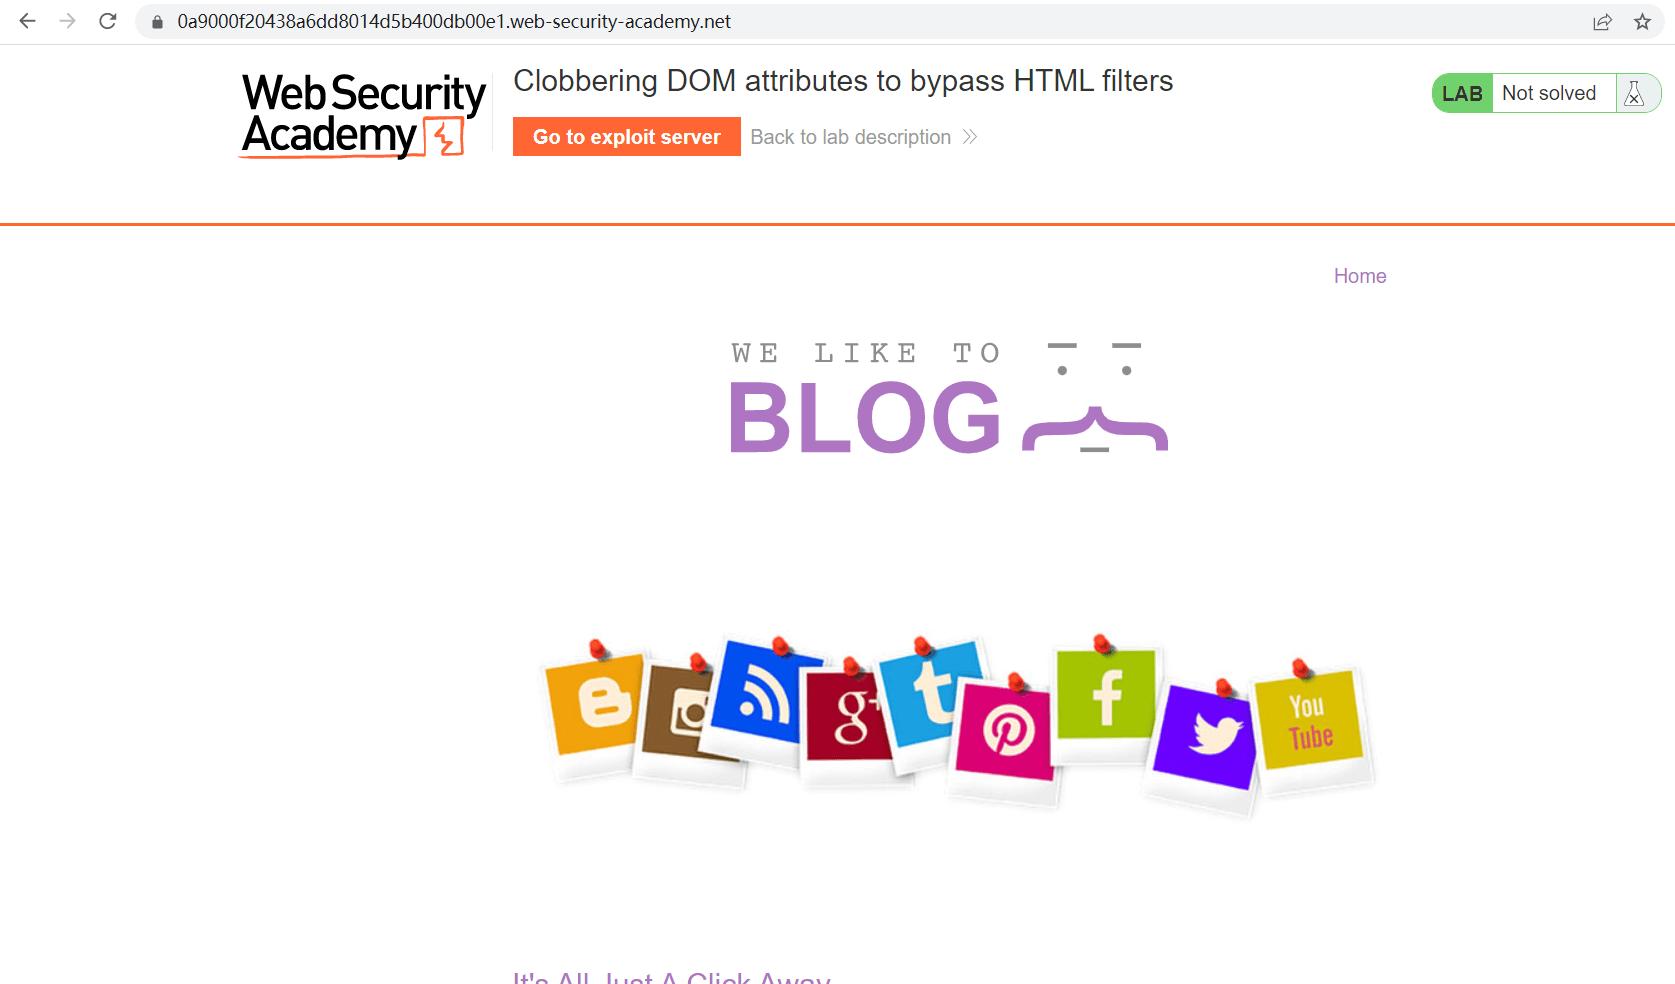 0a9000f20438a6dd8014d5b400db00e1.web-security-academy.net
Web Security
Academy
Clobbering DOM attributes to bypass HTML filters
Go to exploit server
Back to lab description
LAB
Not solved
Home
WE LIKE TO
BLOG
g+
t
f
You
Tube
It's All Just A Click Away